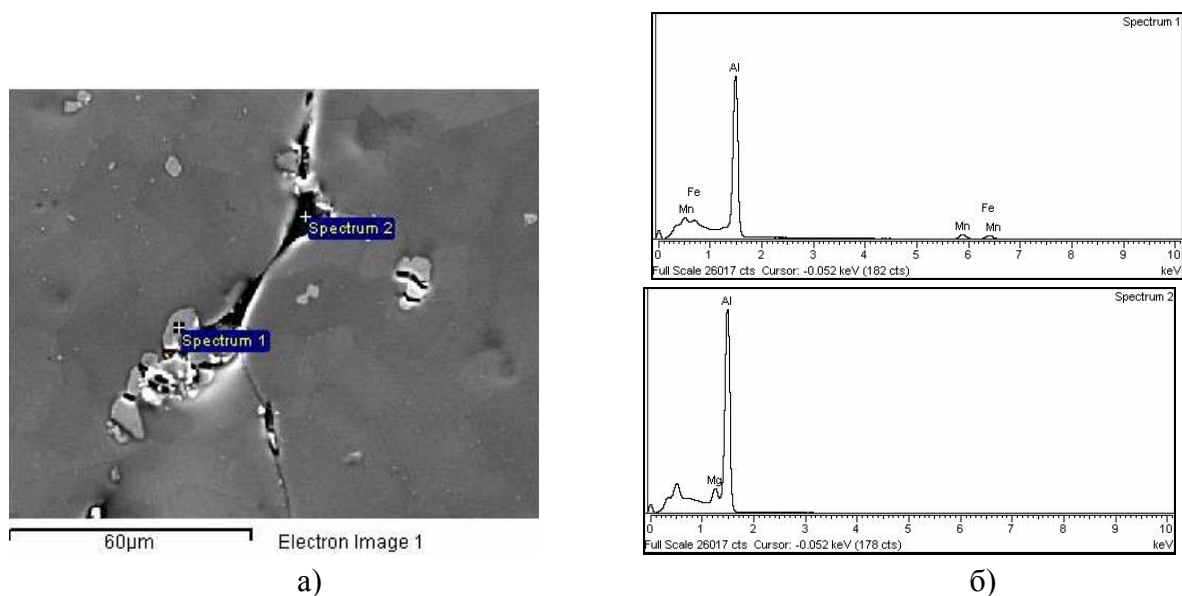 Spectrum 2
Spectrum 1
60µm
Electron Image 1
а)
Spectrum 1
Al
Fe
Mn
Mn
Fe
Mn
0 1 2 3 4 5 6 7 8 9 10
Full Scale 26017 cts Cursor: -0.052 keV (182 cts)
keV
Spectrum 2
Al
Mg
0 1 2 3 4 5 6 7 8 9 10
Full Scale 26017 cts Cursor: -0.052 keV (178 cts)
keV
б)